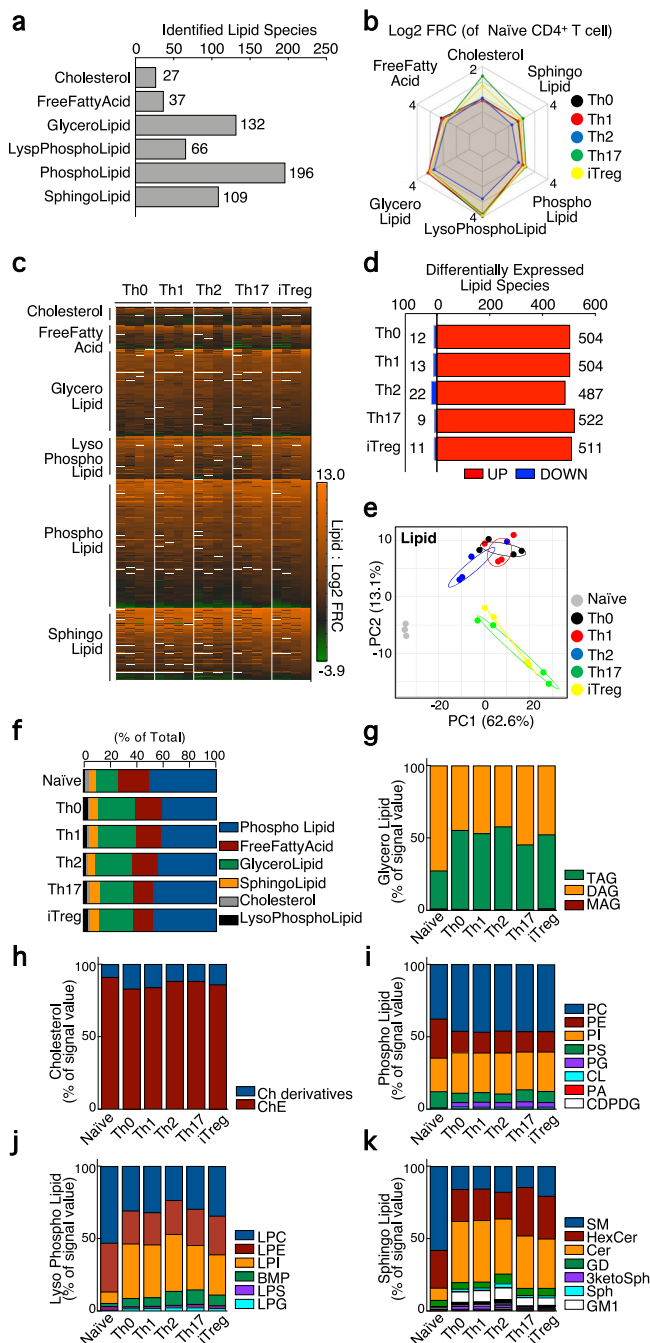 a
Identified Lipid Species
0 50 100 150 200 250
Cholesterol 27
FreeFattyAcid 37
GlyceroLipid 132
LyspPhosphoLipid 66
PhosphoLipid 196
SphingoLipid 109
b
Log2 FRC (of Naïve CD4+ T cell)
Cholesterol
2
FreeFatty
Acid
4
Sphingo
Lipid
4
Glycero
Lipid
4
LysoPhosphoLipid
4
Phospho
Lipid
4
Th0
Th1
Th2
Th17
iTreg
c
Th0 Th1 Th2 Th17 iTreg
Cholesterol
FreeFatty
Acid
Glycero
Lipid
Lyso
Phospho
Lipid
Phospho
Lipid
Sphingo
Lipid
13.0
Lipid : Log2 FRC
-3.9
d
Differentially Expressed
Lipid Species
100 0 200 400 600
Th0 12 504
Th1 13 504
Th2 22 487
Th17 9 522
iTreg 11 511
UP DOWN
e
Lipid
10
0
-10
PC2 (13.1%)
-20 0 20
PC1 (62.6%)
Naïve
Th0
Th1
Th2
Th17
iTreg
f
(% of Total)
0 20 40 60 80 100
Naïve
Th0
Th1
Th2
Th17
iTreg
Phospho Lipid
FreeFattyAcid
GlyceroLipid
SphingoLipid
Cholesterol
LysoPhosphoLipid
g
Glycero Lipid
(% of signal value)
100
50
0
Naïve Th0 Th1 Th2 Th17 iTreg
TAG
DAG
MAG
h
Cholesterol
(% of signal value)
100
50
0
Naïve Th0 Th1 Th2 Th17 iTreg
Ch derivatives
ChE
i
Phospho Lipid
(% of signal value)
100
50
0
Naïve Th0 Th1 Th2 Th17 iTreg
PC
PE
PI
PS
PG
CL
PA
CDPDG
j
Lyso Phospho Lipid
(% of signal value)
100
50
0
Naïve Th0 Th1 Th2 Th17 iTreg
LPC
LPE
LPI
BMP
LPS
LPG
k
Sphingo Lipid
(% of signal value)
100
50
0
Naïve Th0 Th1 Th2 Th17 iTreg
SM
HexCer
Cer
GD
3ketoSph
Sph
GM1